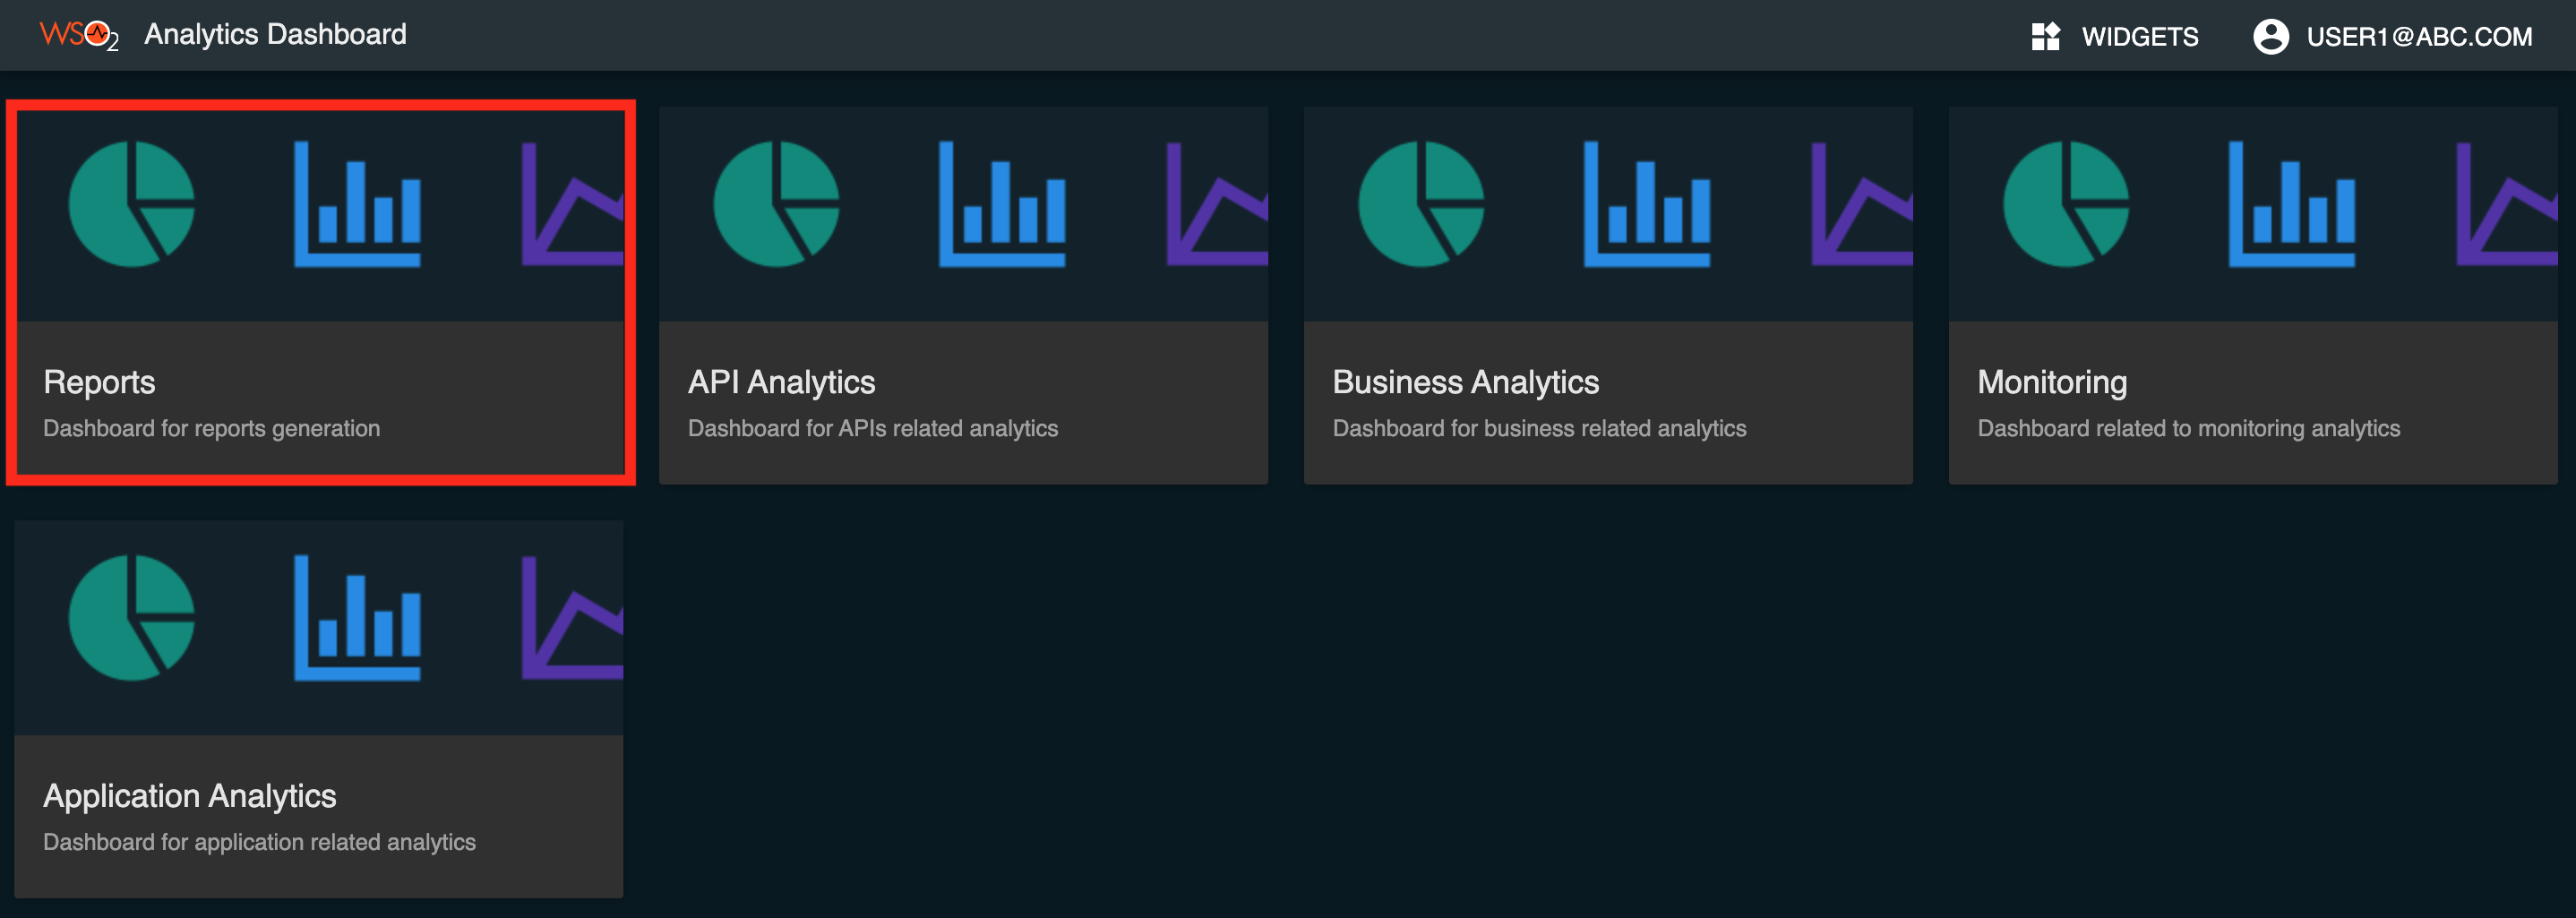 WSO2 Analytics Dashboard WIDGETS USER1@ABC.COM
Reports
Dashboard for reports generation
API Analytics
Dashboard for APIs related analytics
Business Analytics
Dashboard for business related analytics
Monitoring
Dashboard related to monitoring analytics
Application Analytics
Dashboard for application related analytics